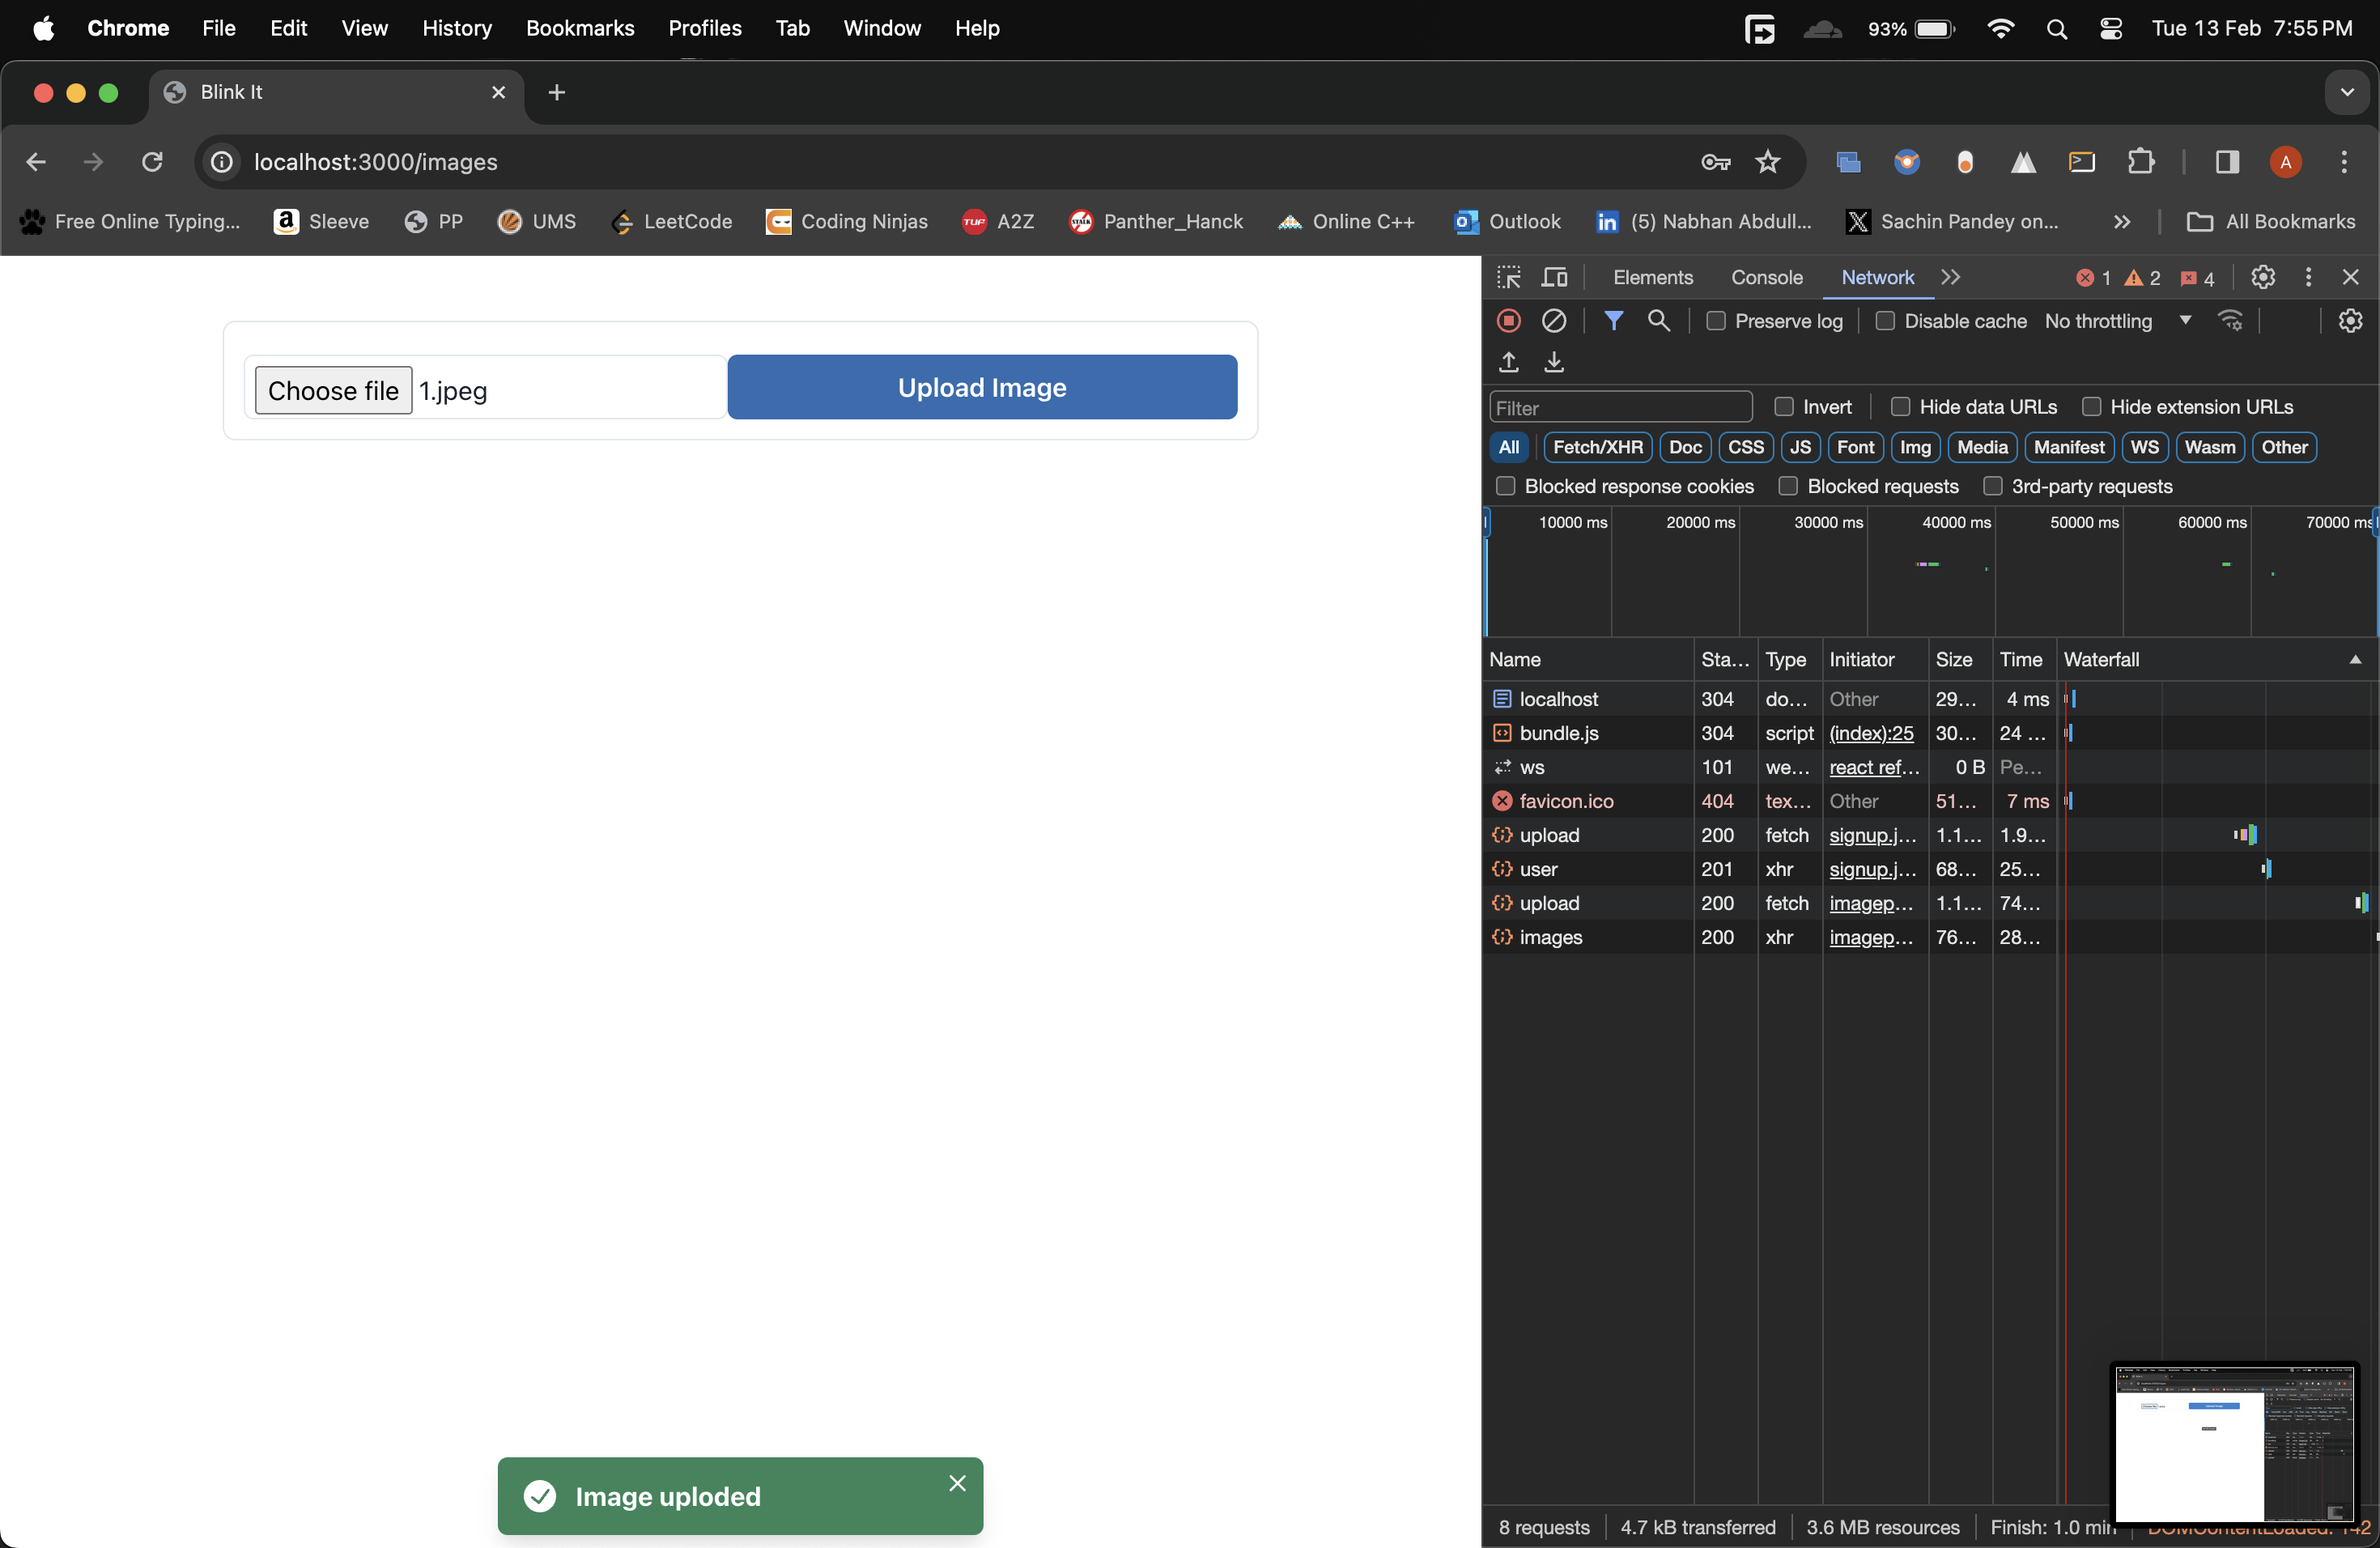 Chrome File Edit View History Bookmarks Profiles Tab Window Help 93% Tue 13 Feb 7:55 PM
Blink It
localhost:3000/images A
Free Online Typing... Sleeve PP UMS LeetCode Coding Ninjas A2Z Panther_Hanck Online C++ Outlook (5) Nabhan Abdull... Sachin Pandey on... All Bookmarks
Choose file 1.jpeg Upload Image
Image uploded
Elements Console Network 1 2 4
Preserve log Disable cache No throttling
Filter Invert Hide data URLs Hide extension URLs
All Fetch/XHR Doc CSS JS Font Img Media Manifest WS Wasm Other
Blocked response cookies Blocked requests 3rd-party requests
10000 ms 20000 ms 30000 ms 40000 ms 50000 ms 60000 ms 70000 ms
Name Sta... Type Initiator Size Time Waterfall
localhost 304 do... Other 29... 4 ms
bundle.js 304 script (index):25 30... 24 ...
ws 101 we... react ref... 0 B Pe...
favicon.ico 404 tex... Other 51... 7 ms
upload 200 fetch signup.j... 1.1... 1.9...
user 201 xhr signup.j... 68... 25...
upload 200 fetch imagep... 1.1... 74...
images 200 xhr imagep... 76... 28...
8 requests 4.7 kB transferred 3.6 MB resources Finish: 1.0 min